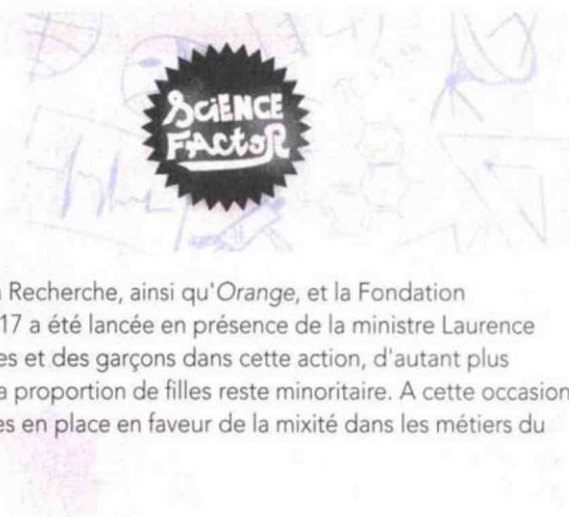 SCiENCE
FActoR
Recherche, ainsi qu'Orange, et la Fondation
17 a été lancée en présence de la ministre Laurence
es et des garçons dans cette action, d'autant plus
a proportion de filles reste minoritaire. A cette occasion
es en place en faveur de la mixité dans les métiers du